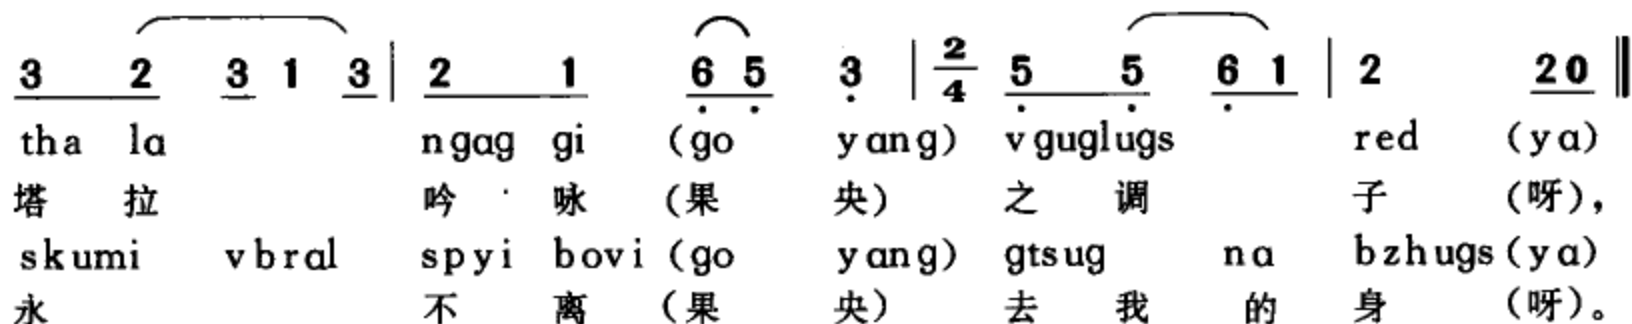 3 2 3 1 3 | 2 1 6 5 3 | 2/4 5 5 6 1 | 2 2 0 ‖
tha la ngag gi (go yang) vguglugs red (ya)
塔 拉 吟 咏 (果 央) 之 调 子 (呀),
skumi vbral spyi bovi (go yang) gtsug na bzhugs (ya)
永 不 离 (果 央) 去 我 的 身 (呀)。